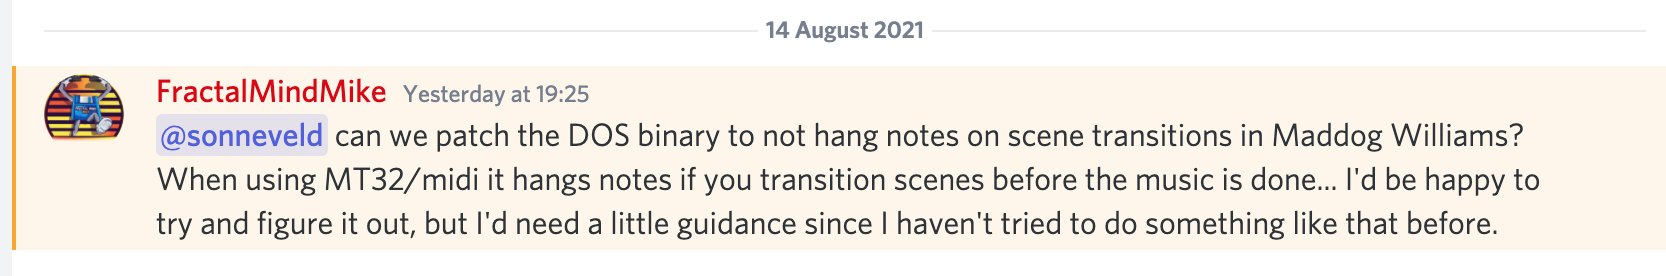 14 August 2021
FractalMindMike Yesterday at 19:25
@sonneveld can we patch the DOS binary to not hang notes on scene transitions in Maddog Williams?
When using MT32/midi it hangs notes if you transition scenes before the music is done... I'd be happy to
try and figure it out, but I'd need a little guidance since I haven't tried to do something like that before.